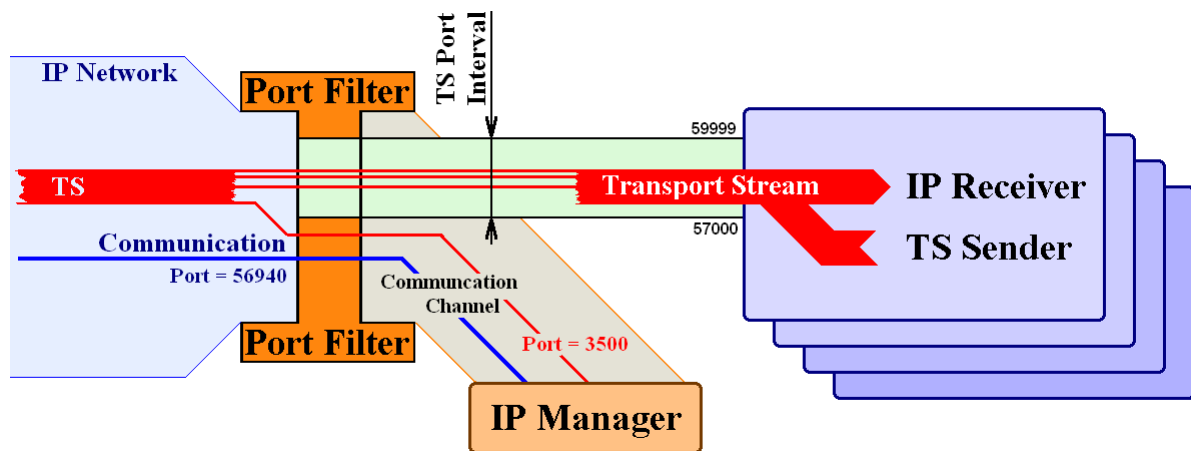 IP Network
Port Filter
TS Port
Interval
59999
TS
Transport Stream
IP Receiver
57000
Communication
TS Sender
Port = 56940
Communcation
Channel
Port Filter
Port = 3500
IP Manager